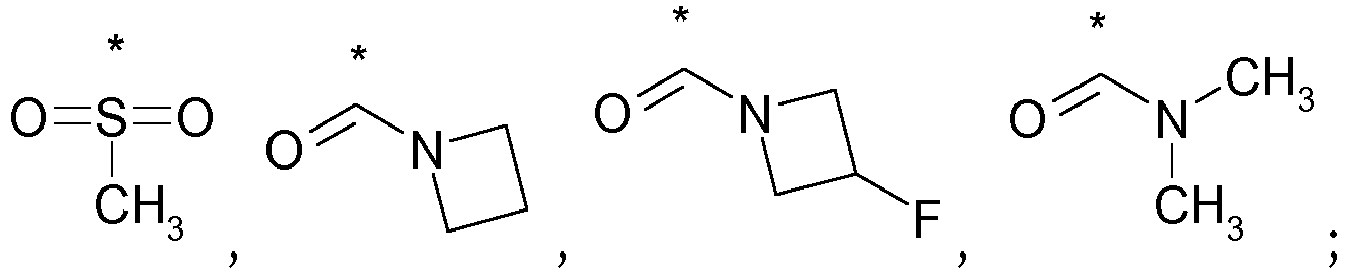 * * * *
O=S=O O N O N O N CH3
CH3 , , F , CH3 ;